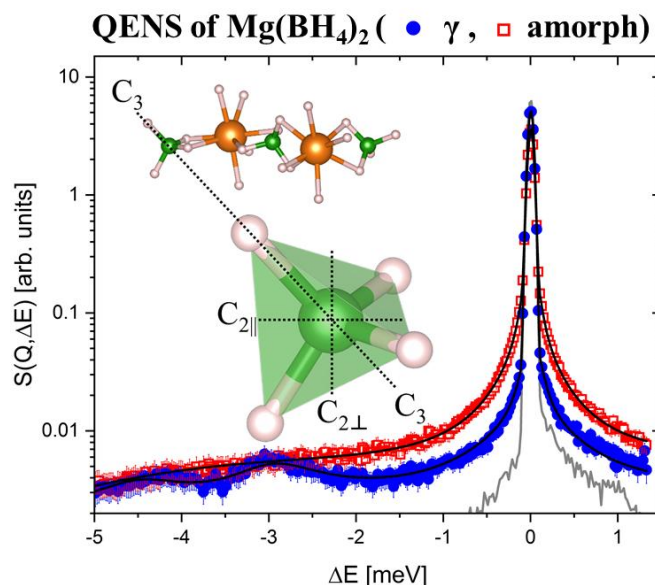 QENS of Mg(BH₄)₂ ( ● γ , □ amorph)
10
1
0.1
0.01
S(Q,ΔE) [arb. units]
C₃
C₂∥
C₂⊥
C₃
-5 -4 -3 -2 -1 0 1
ΔE [meV]